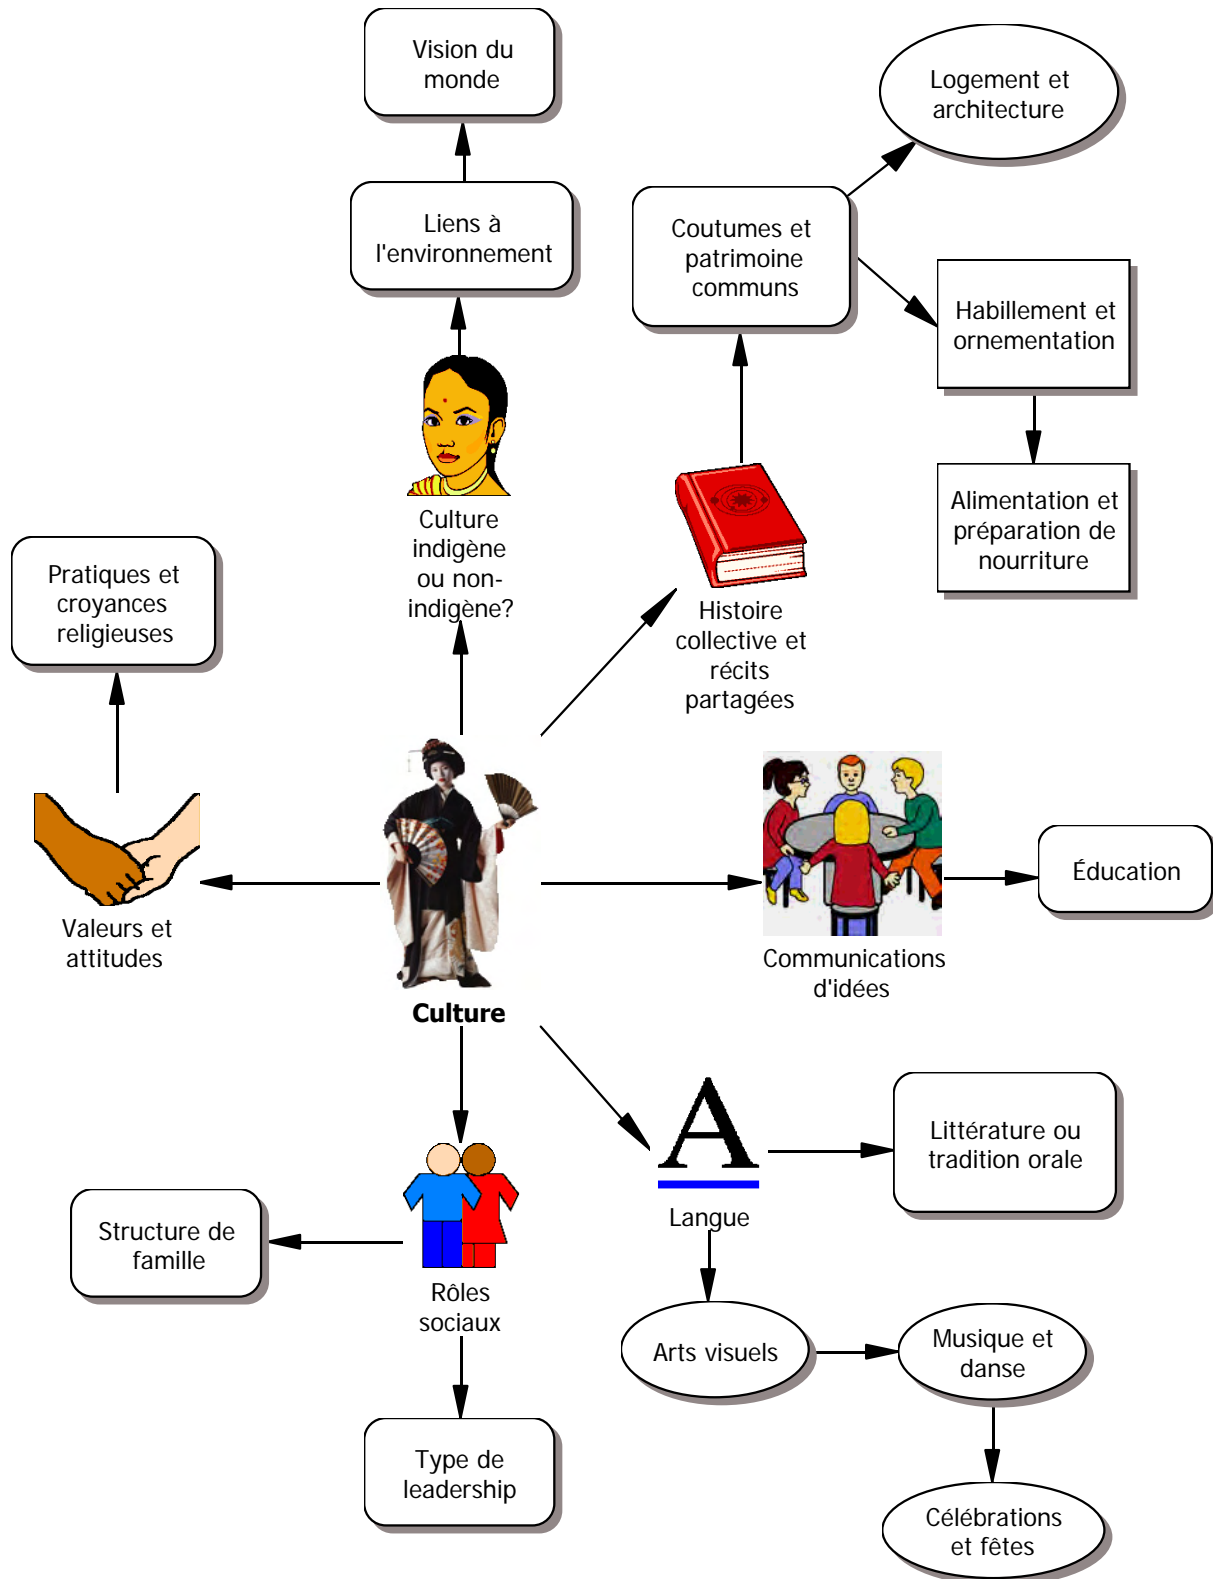 Vision du
monde
Logement et
architecture
Liens à
l'environnement
Coutumes et
patrimoine
communs
Habillement et
ornementation
Alimentation et
préparation de
nourriture
Culture
indigène
ou non-
indigène?
Pratiques et
croyances
religieuses
Histoire
collective et
récits
partagées
Éducation
Valeurs et
attitudes
Communications
d'idées
Culture
Littérature ou
tradition orale
Langue
Structure de
famille
Rôles
sociaux
Arts visuels
Musique et
danse
Type de
leadership
Célébrations
et fêtes